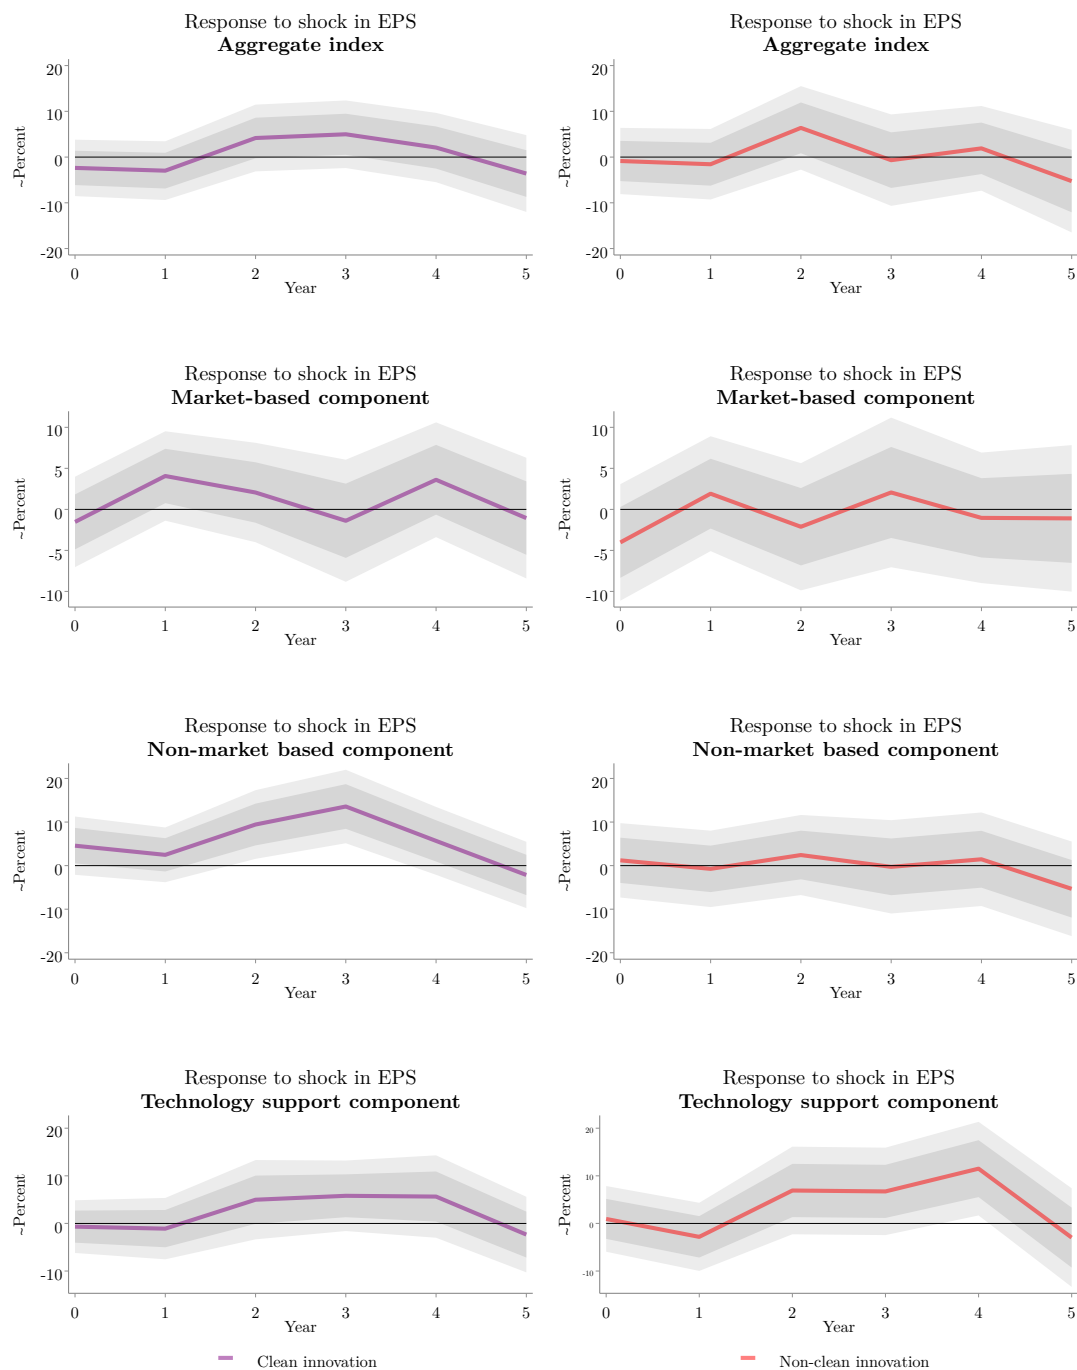 Response to shock in EPS
Aggregate index
~Percent
20
10
0
-10
-20
0 1 2 3 4 5
Year
Response to shock in EPS
Aggregate index
~Percent
20
10
0
-10
-20
0 1 2 3 4 5
Year
Response to shock in EPS
Market-based component
~Percent
10
5
0
-5
-10
0 1 2 3 4 5
Year
Response to shock in EPS
Market-based component
~Percent
10
5
0
-5
-10
0 1 2 3 4 5
Year
Response to shock in EPS
Non-market based component
~Percent
20
10
0
-10
-20
0 1 2 3 4 5
Year
Response to shock in EPS
Non-market based component
~Percent
20
10
0
-10
-20
0 1 2 3 4 5
Year
Response to shock in EPS
Technology support component
~Percent
20
10
0
-10
0 1 2 3 4 5
Year
Response to shock in EPS
Technology support component
~Percent
20
10
0
-10
0 1 2 3 4 5
Year
Clean innovation
Non-clean innovation